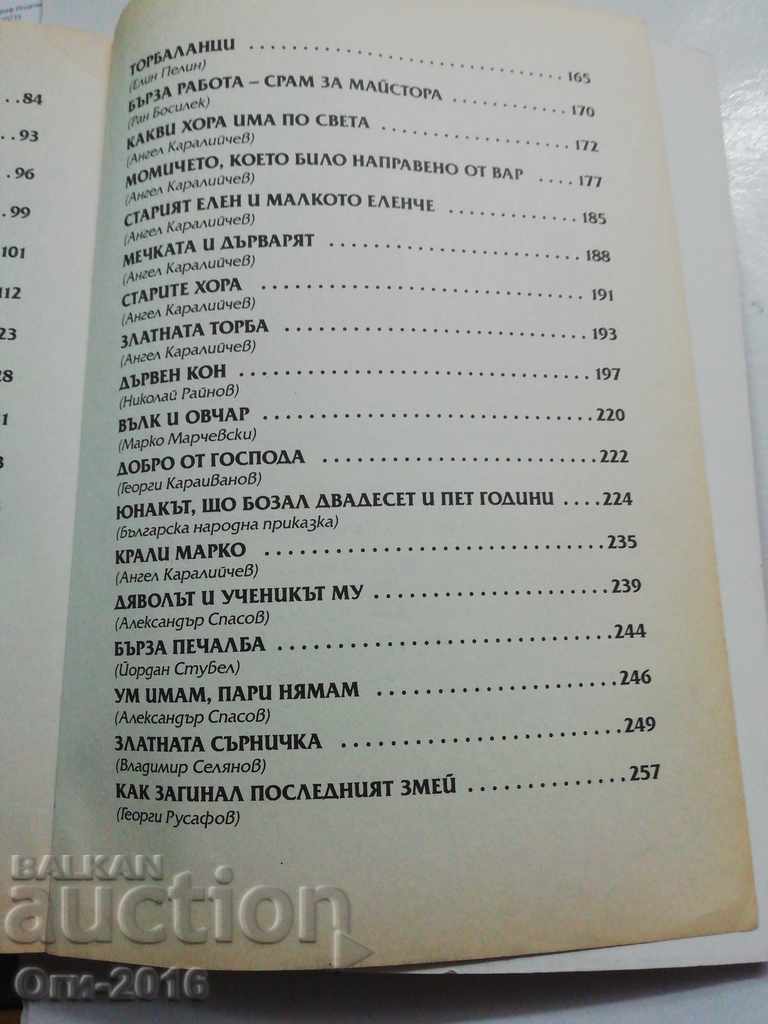 84
93
96
99
101
112
23
28
1
3
ТОРБАЛАНЦИ 165
(Елин Пелин)
БЪРЗА РАБОТА – СРАМ ЗА МАЙСТОРА 170
(Ран Босилек)
КАКВИ ХОРА ИМА ПО СВЕТА 172
(Ангел Каралийчев)
МОМИЧЕТО, КОЕТО БИЛО НАПРАВЕНО ОТ ВАР .... 177
(Ангел Каралийчев)
СТАРИЯТ ЕЛЕН И МАЛКОТО ЕЛЕНЧЕ 185
(Ангел Каралийчев)
МЕЧКАТА И ДЪРВАРЯТ 188
(Ангел Каралийчев)
СТАРИТЕ ХОРА 191
(Ангел Каралийчев)
ЗЛАТНАТА ТОРБА 193
(Ангел Каралийчев)
ДЪРВЕН КОН 197
(Николай Райнов)
ВЪЛК И ОВЧАР 220
(Марко Марчевски)
ДОБРО ОТ ГОСПОДА 222
(Георги Караиванов)
ЮНАКЪТ, ЩО БОЗАЛ ДВАДЕСЕТ И ПЕТ ГОДИНИ .... 224
(Българска народна приказка)
КРАЛИ МАРКО 235
(Ангел Каралийчев)
ДЯВОЛЪТ И УЧЕНИКЪТ МУ 239
(Александър Спасов)
БЪРЗА ПЕЧАЛБА 244
(Йордан Стубел)
УМ ИМАМ, ПАРИ НЯМАМ 246
(Александър Спасов)
ЗЛАТНАТА СЪРНИЧКА 249
(Владимир Селянов)
КАК ЗАГИНАЛ ПОСЛЕДНИЯТ ЗМЕЙ 257
(Георги Русафов)
BALKAN
auction
Оги-2016